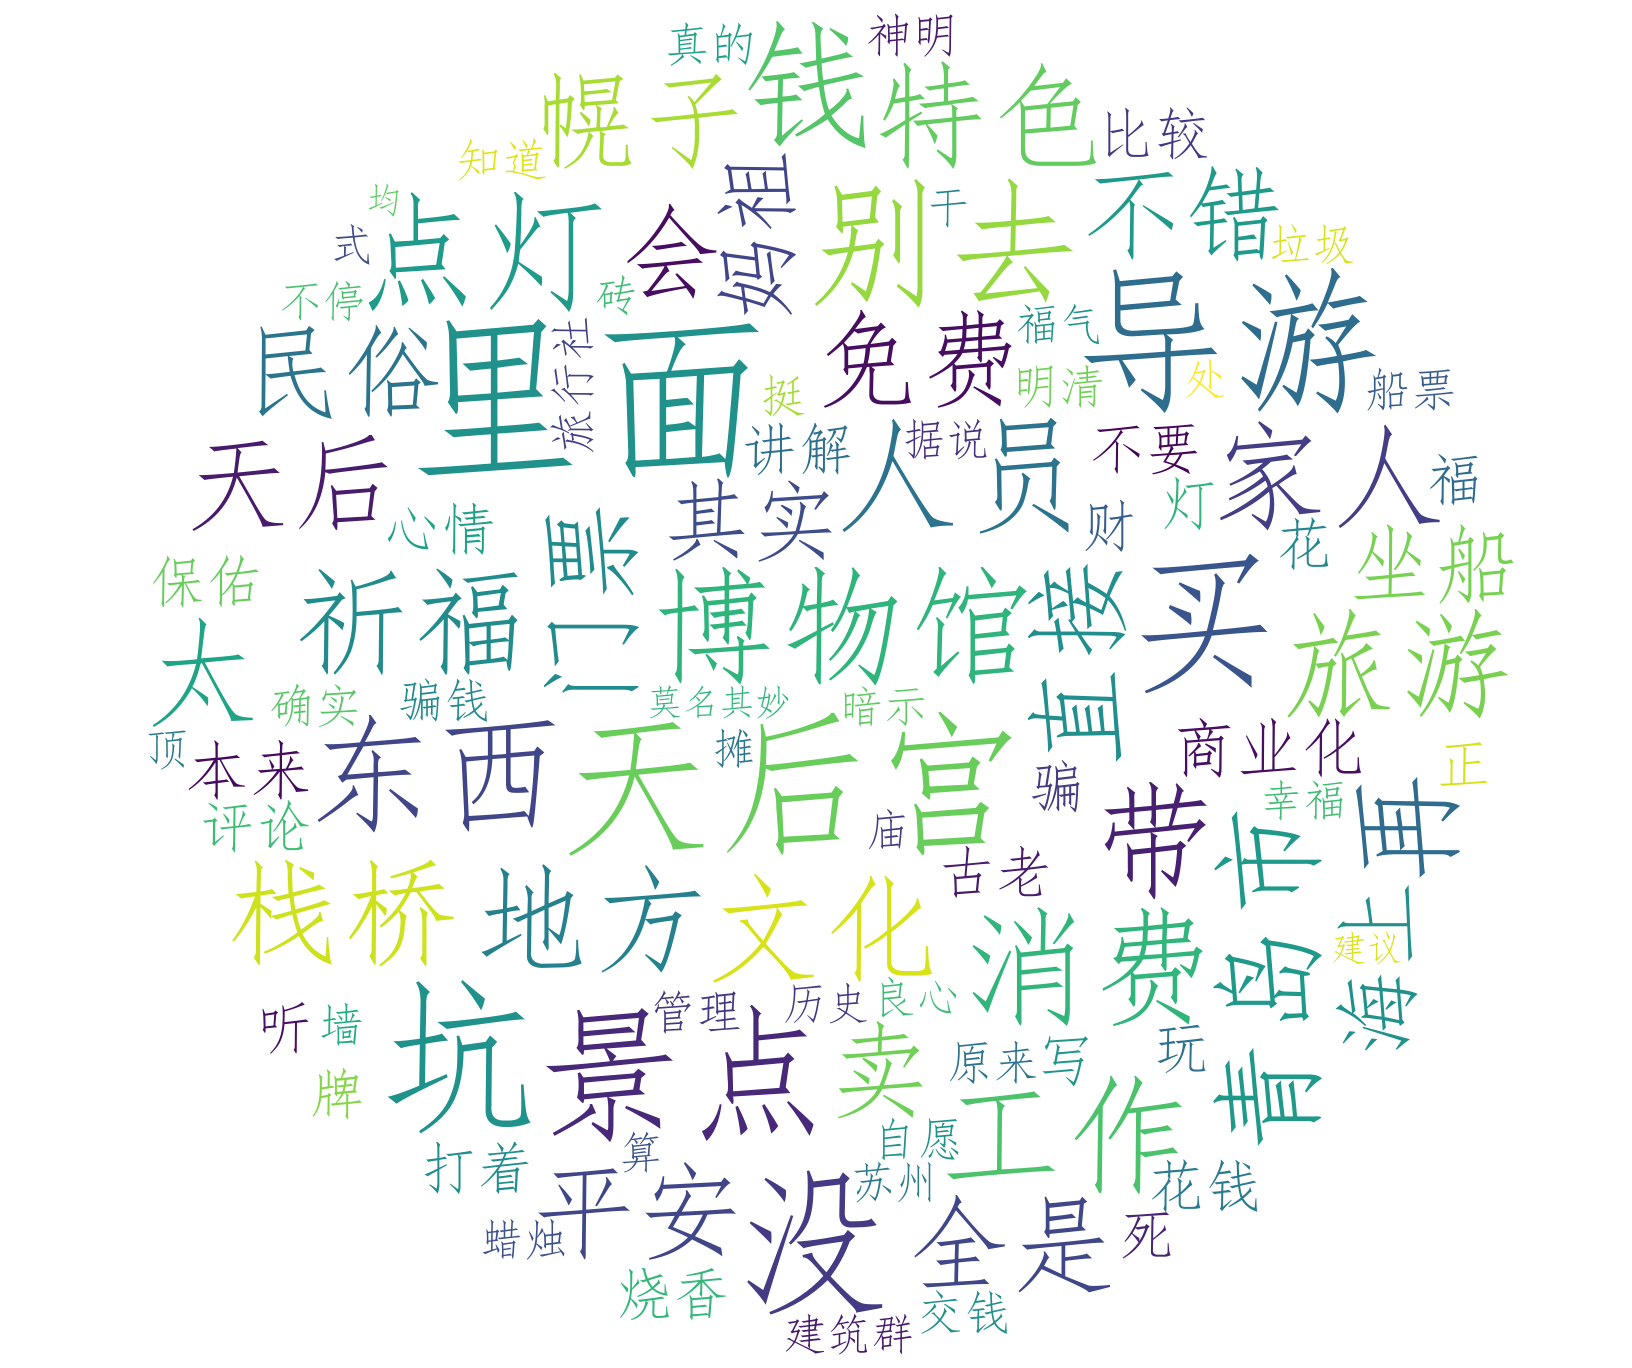 真的
钱
神明
幌子
特色
比较
知道
妈祖
别去
干
不错
垃圾
均
点灯
会
式
不停
砖
导游
民俗
里面
旅行社
免费
福气
挺
明清
处
船票
天后
讲解
人员
据说
不要
家人
福
心情
门票
其实
财
灯
花
坐船
保佑
祈福
博物馆
直接
买
旅游
太
确实
骗钱
莫名其妙
暗示
顶
本来
东西
天后宫
摊
骗
商业化
正
评论
庙
古老
带
幸福
青岛市
再
栈桥
地方
文化
消费
海上
建议
听
墙
坑
景点
管理
历史
良心
卖
原来
写
玩
牌
工作
打着
算
平安
没
自愿
苏州
花钱
蜡烛
全是
死
烧香
交钱
建筑群